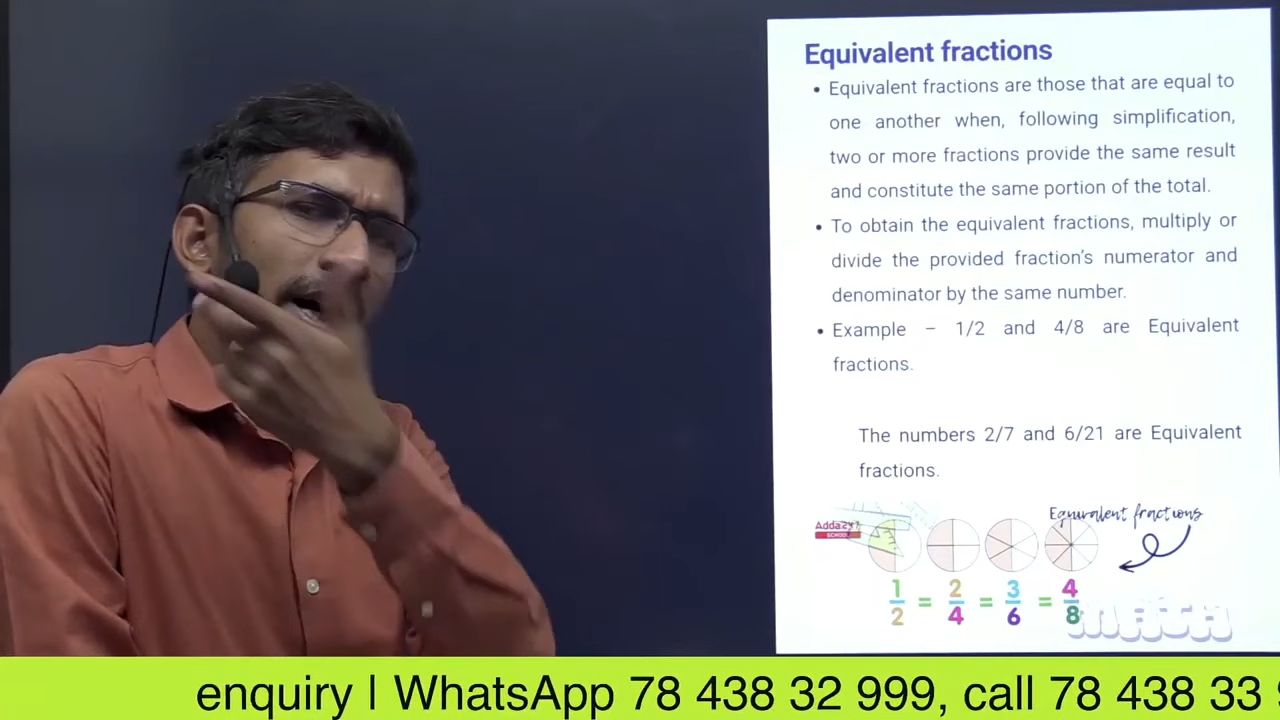 Equivalent fractions
• Equivalent fractions are those that are equal to
one another when, following simplification,
two or more fractions provide the same result
and constitute the same portion of the total.
• To obtain the equivalent fractions, multiply or
divide the provided fraction's numerator and
denominator by the same number.
• Example – 1/2 and 4/8 are Equivalent
fractions.
The numbers 2/7 and 6/21 are Equivalent
fractions.
Equivalent fractions
Adda247
SCHOOL
1/2 = 2/4 = 3/6 = 4/8
MATH
enquiry | WhatsApp 78 438 32 999, call 78 438 33